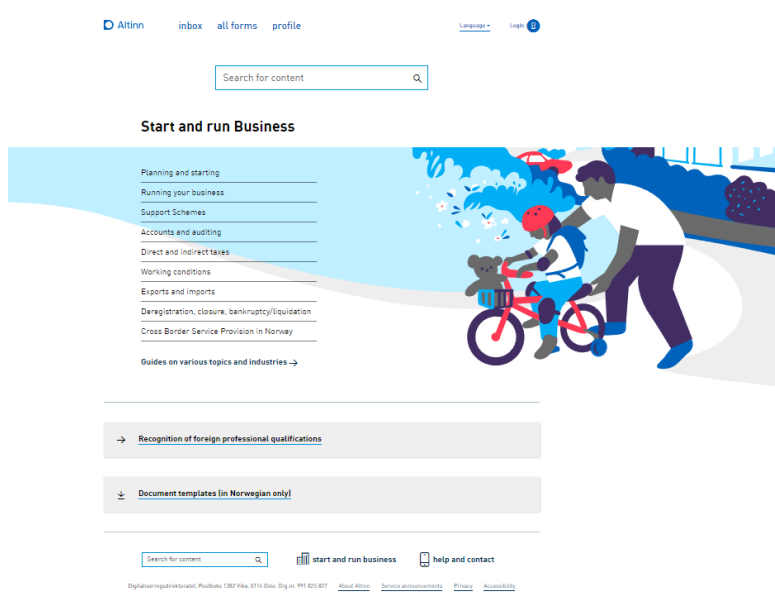 Altinn inbox all forms profile Language Login
Search for content
Start and run Business
Planning and starting
Running your business
Support Schemes
Accounts and auditing
Direct and indirect taxes
Working conditions
Exports and imports
Deregistration, closure, bankruptcy/liquidation
Cross Border Service Provision in Norway
Guides on various topics and industries →
Recognition of foreign professional qualifications
Document templates (in Norwegian only)
Search for content start and run business help and contact
Digitaliseringsdirektoratet, Postboks 1382 Vika, 0114 Oslo. Org.nr. 991 825 827 About Altinn Service announcements Privacy Accessibility